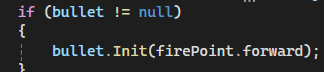 if (bullet != null)
{
    bullet.Init(firePoint.forward);
}